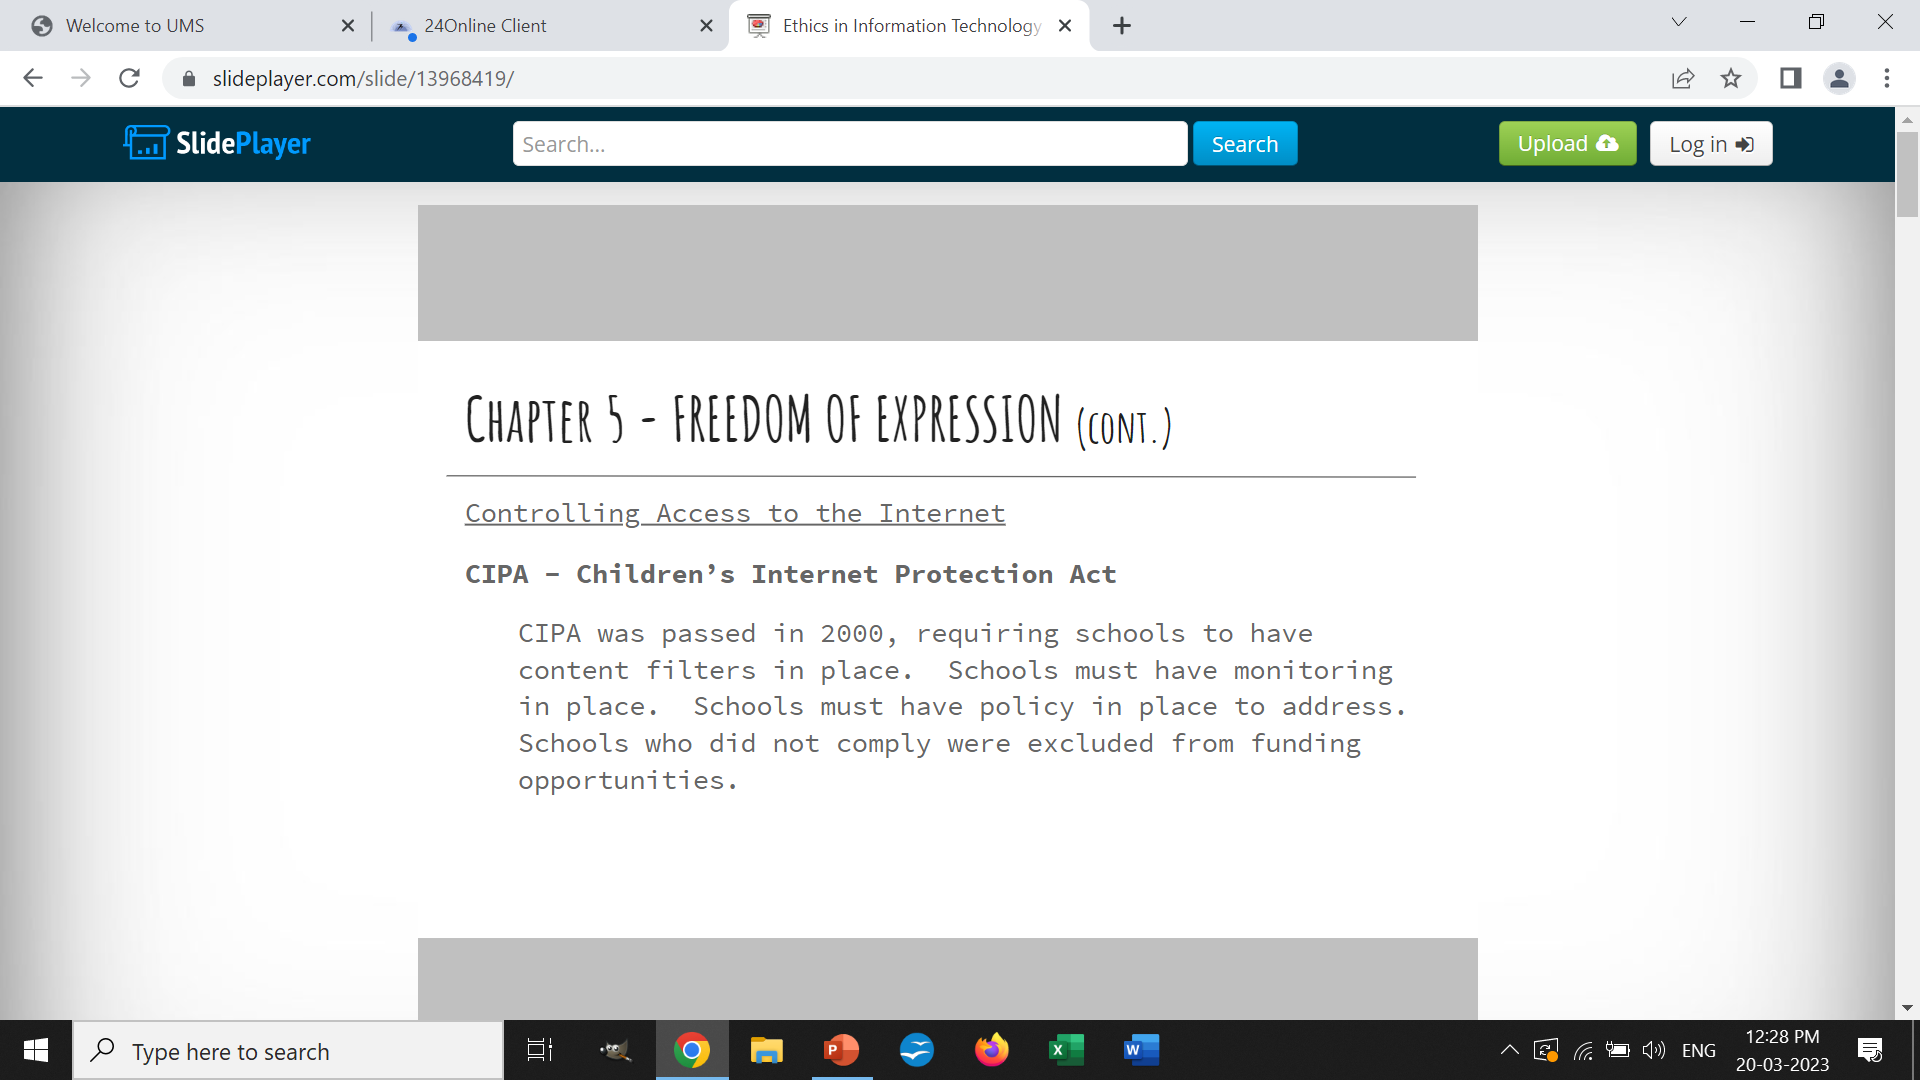 Welcome to UMS
24Online Client
Ethics in Information Technology
slideplayer.com/slide/13968419/
SlidePlayer
Search...
Search
Upload
Log in
CHAPTER 5 - FREEDOM OF EXPRESSION (CONT.)
Controlling Access to the Internet
CIPA – Children’s Internet Protection Act
CIPA was passed in 2000, requiring schools to have
content filters in place. Schools must have monitoring
in place. Schools must have policy in place to address.
Schools who did not comply were excluded from funding
opportunities.
Type here to search
P
X
W
ENG
12:28 PM
20-03-2023